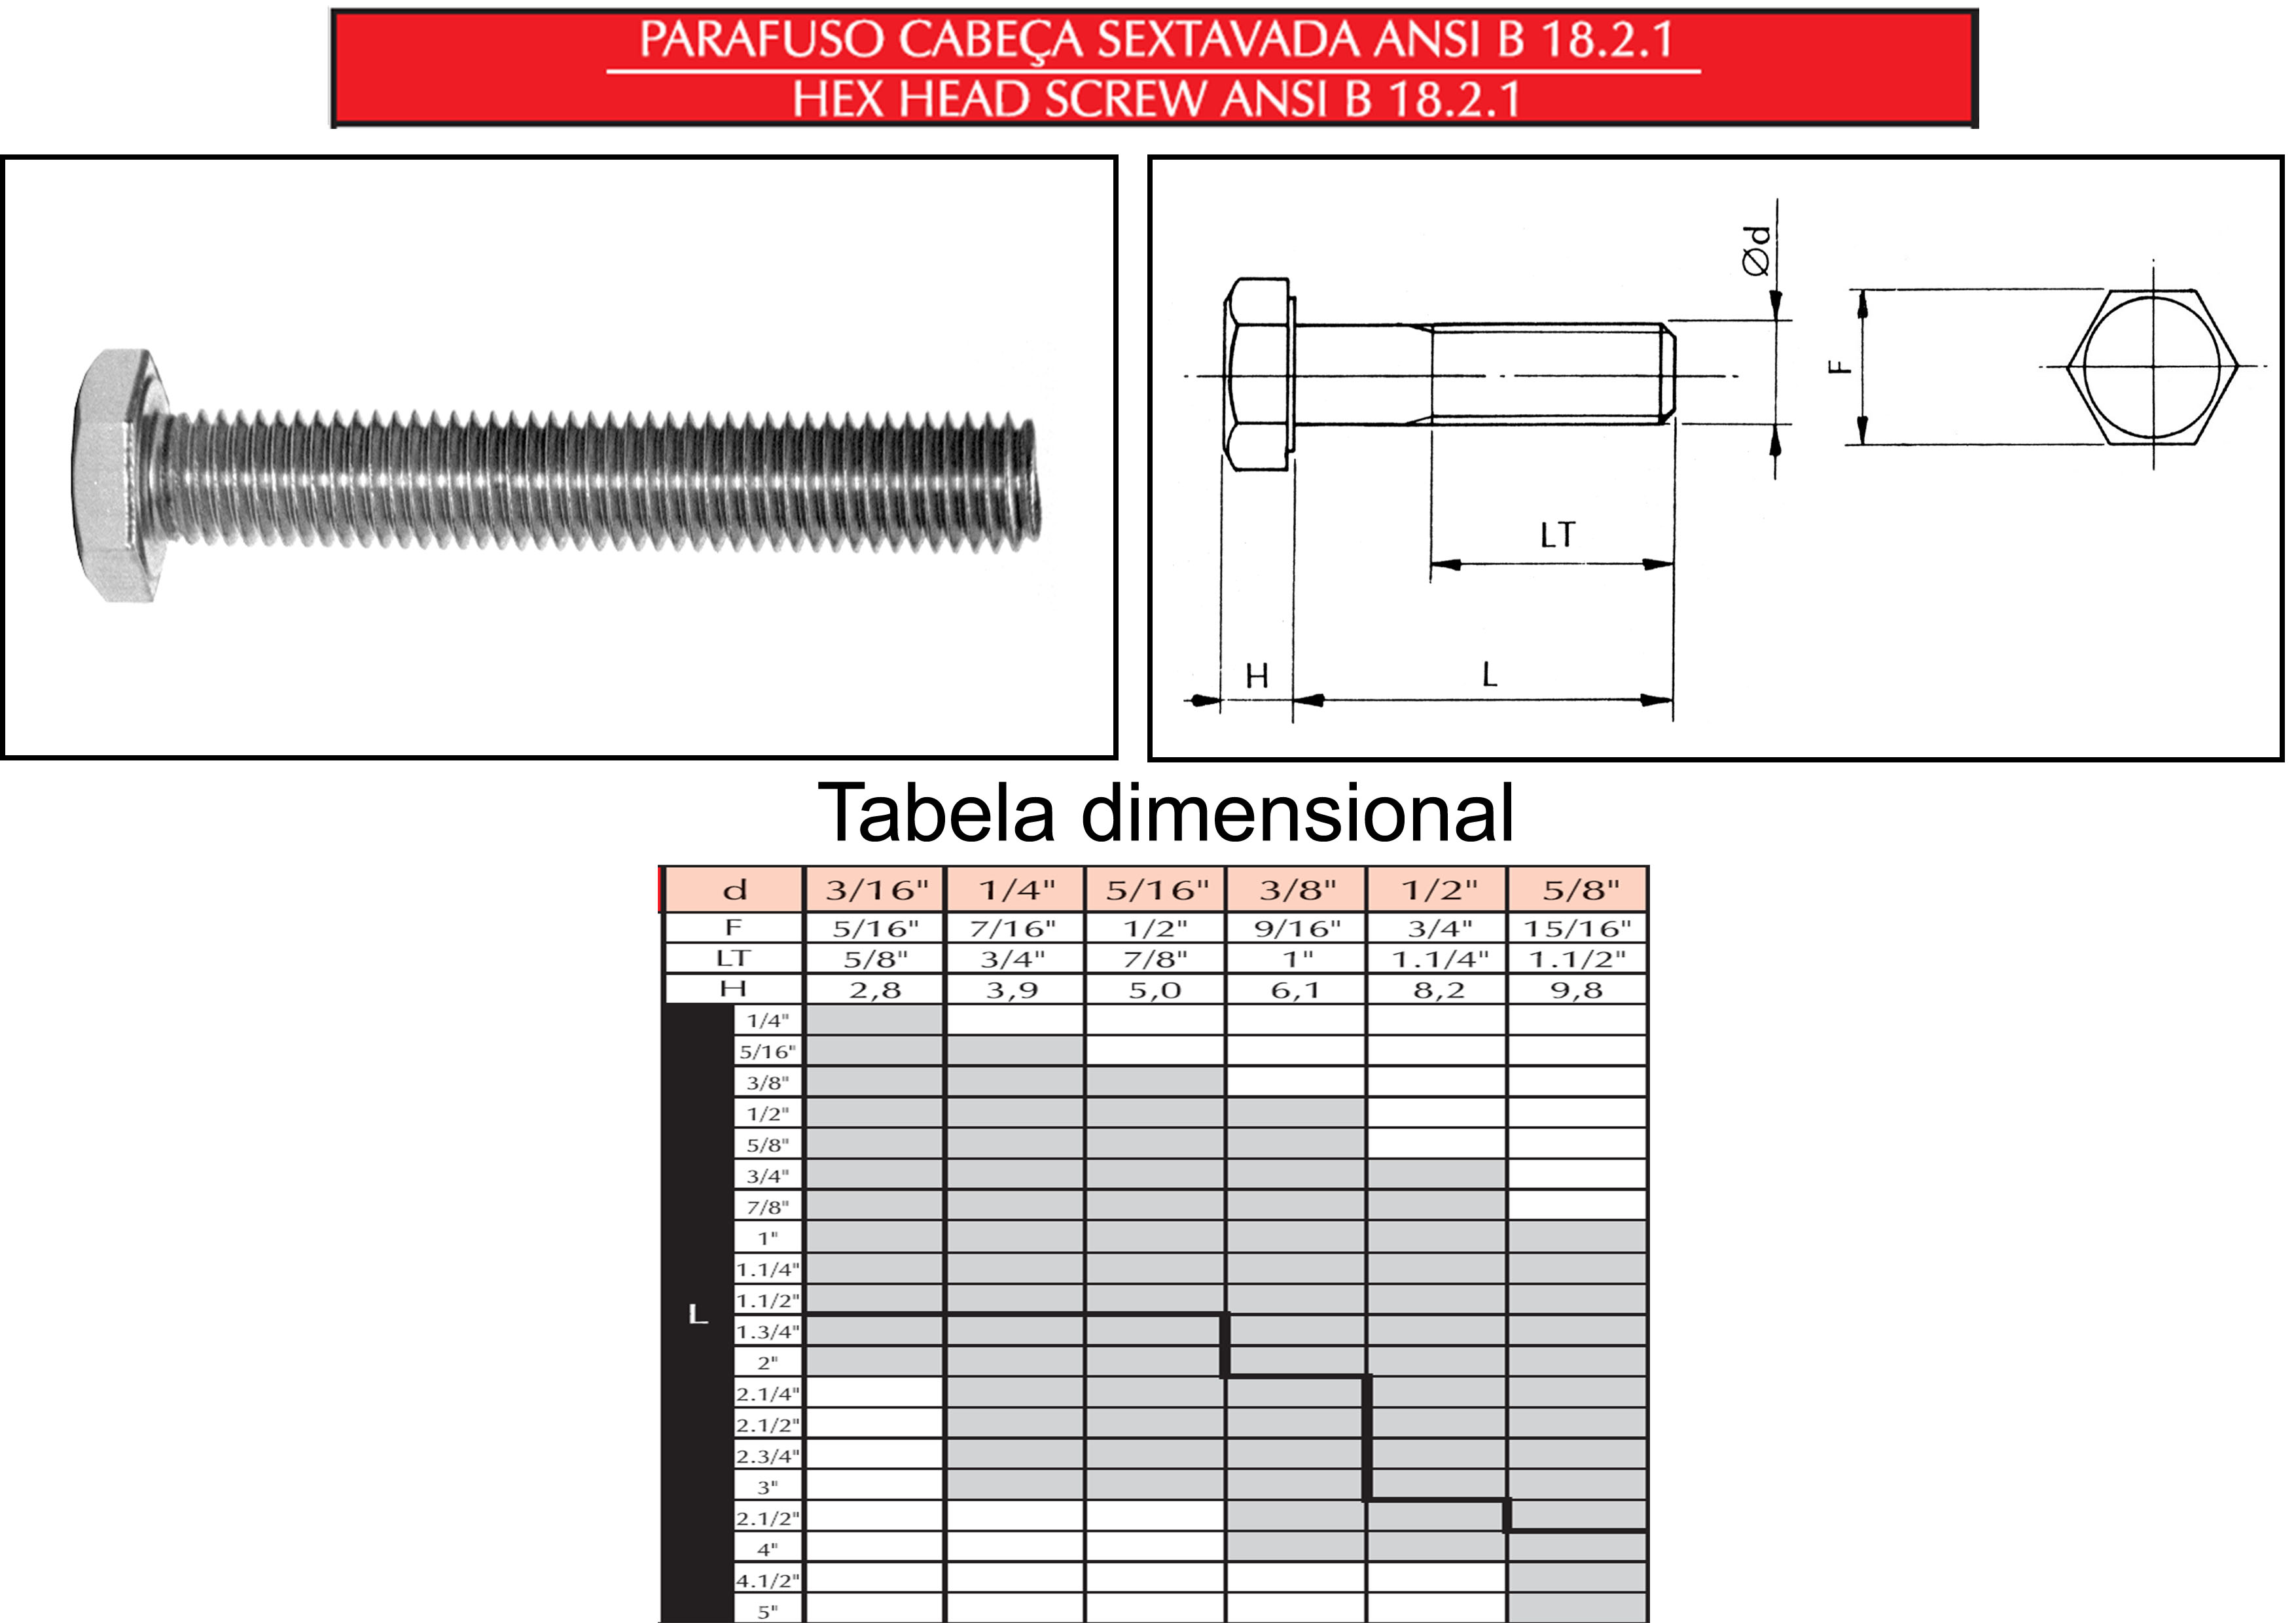 PARAFUSO CABEÇA SEXTAVADA ANSI B 18.2.1
HEX HEAD SCREW ANSI B 18.2.1
Ød
F
LT
H
L
Tabela dimensional
d 3/16" 1/4" 5/16" 3/8" 1/2" 5/8"
F 5/16" 7/16" 1/2" 9/16" 3/4" 15/16"
LT 5/8" 3/4" 7/8" 1" 1.1/4" 1.1/2"
H 2,8 3,9 5,0 6,1 8,2 9,8
L
1/4"
5/16"
3/8"
1/2"
5/8"
3/4"
7/8"
1"
1.1/4"
1.1/2"
1.3/4"
2"
2.1/4"
2.1/2"
2.3/4"
3"
2.1/2"
4"
4.1/2"
5"